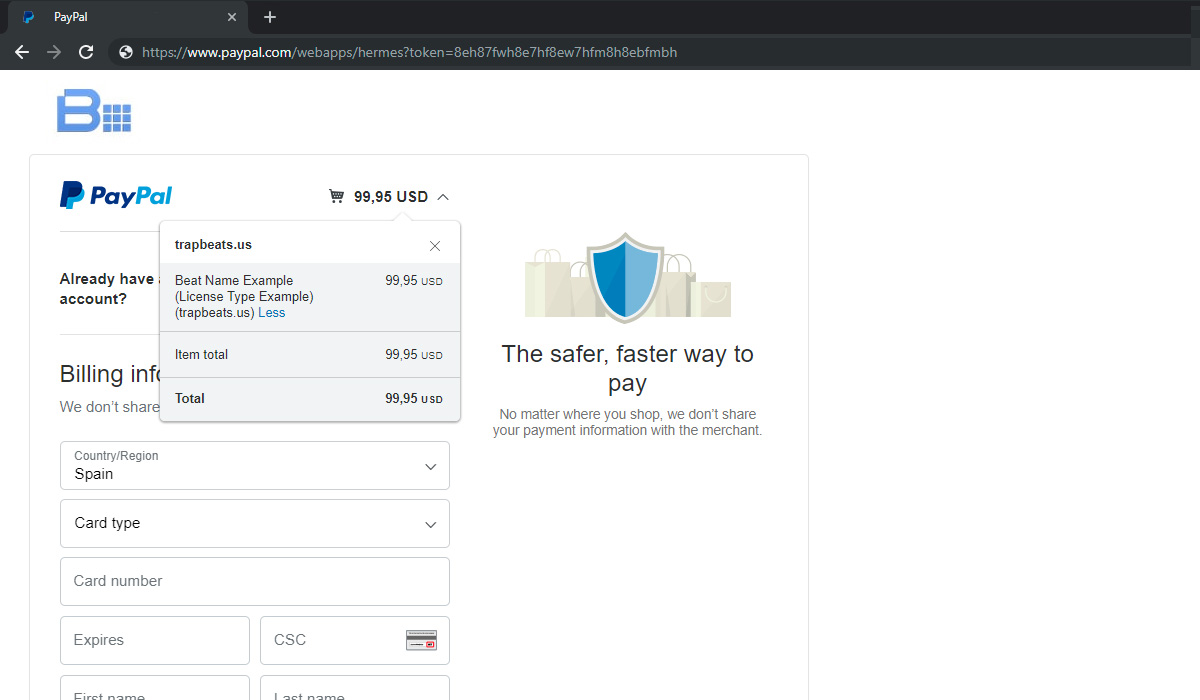 PayPal
https://www.paypal.com/webapps/hermes?token=8eh87fwh8e7hf8ew7hfm8h8ebfmbh
B
PayPal
99,95 USD
trapbeats.us
Beat Name Example 99,95 USD
(License Type Example)
(trapbeats.us) Less
Item total 99,95 USD
Total 99,95 USD
Already have
account?
Billing info
We don’t share
Country/Region
Spain
Card type
Card number
Expires CSC
First name Last name
The safer, faster way to
pay
No matter where you shop, we don’t share
your payment information with the merchant.